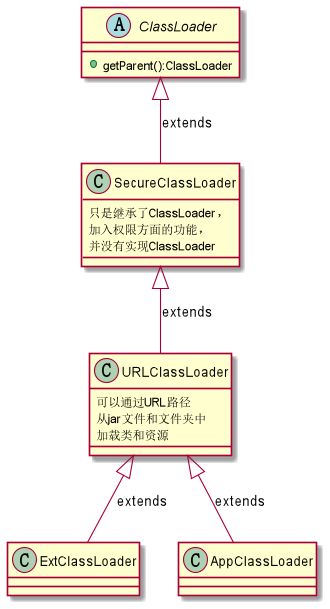 A ClassLoader
getParent():ClassLoader
extends
C SecureClassLoader
只是继承了ClassLoader，
加入权限方面的功能，
并没有实现ClassLoader
extends
C URLClassLoader
可以通过URL路径
从jar文件和文件夹中
加载类和资源
extends
extends
C ExtClassLoader
C AppClassLoader